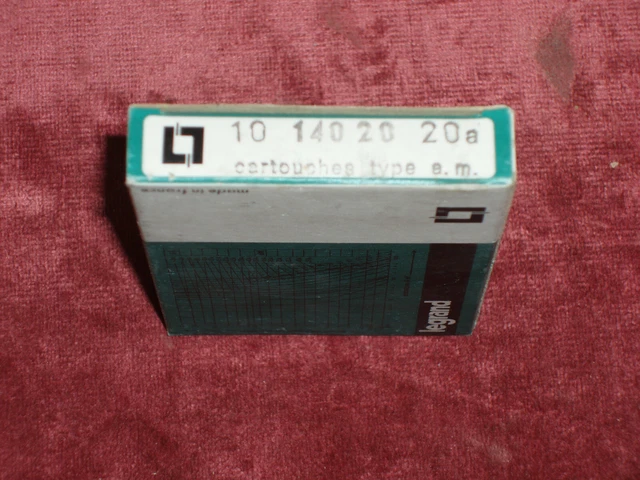 10 140 20 20a
cartouches type a.m.
made in france
legrand